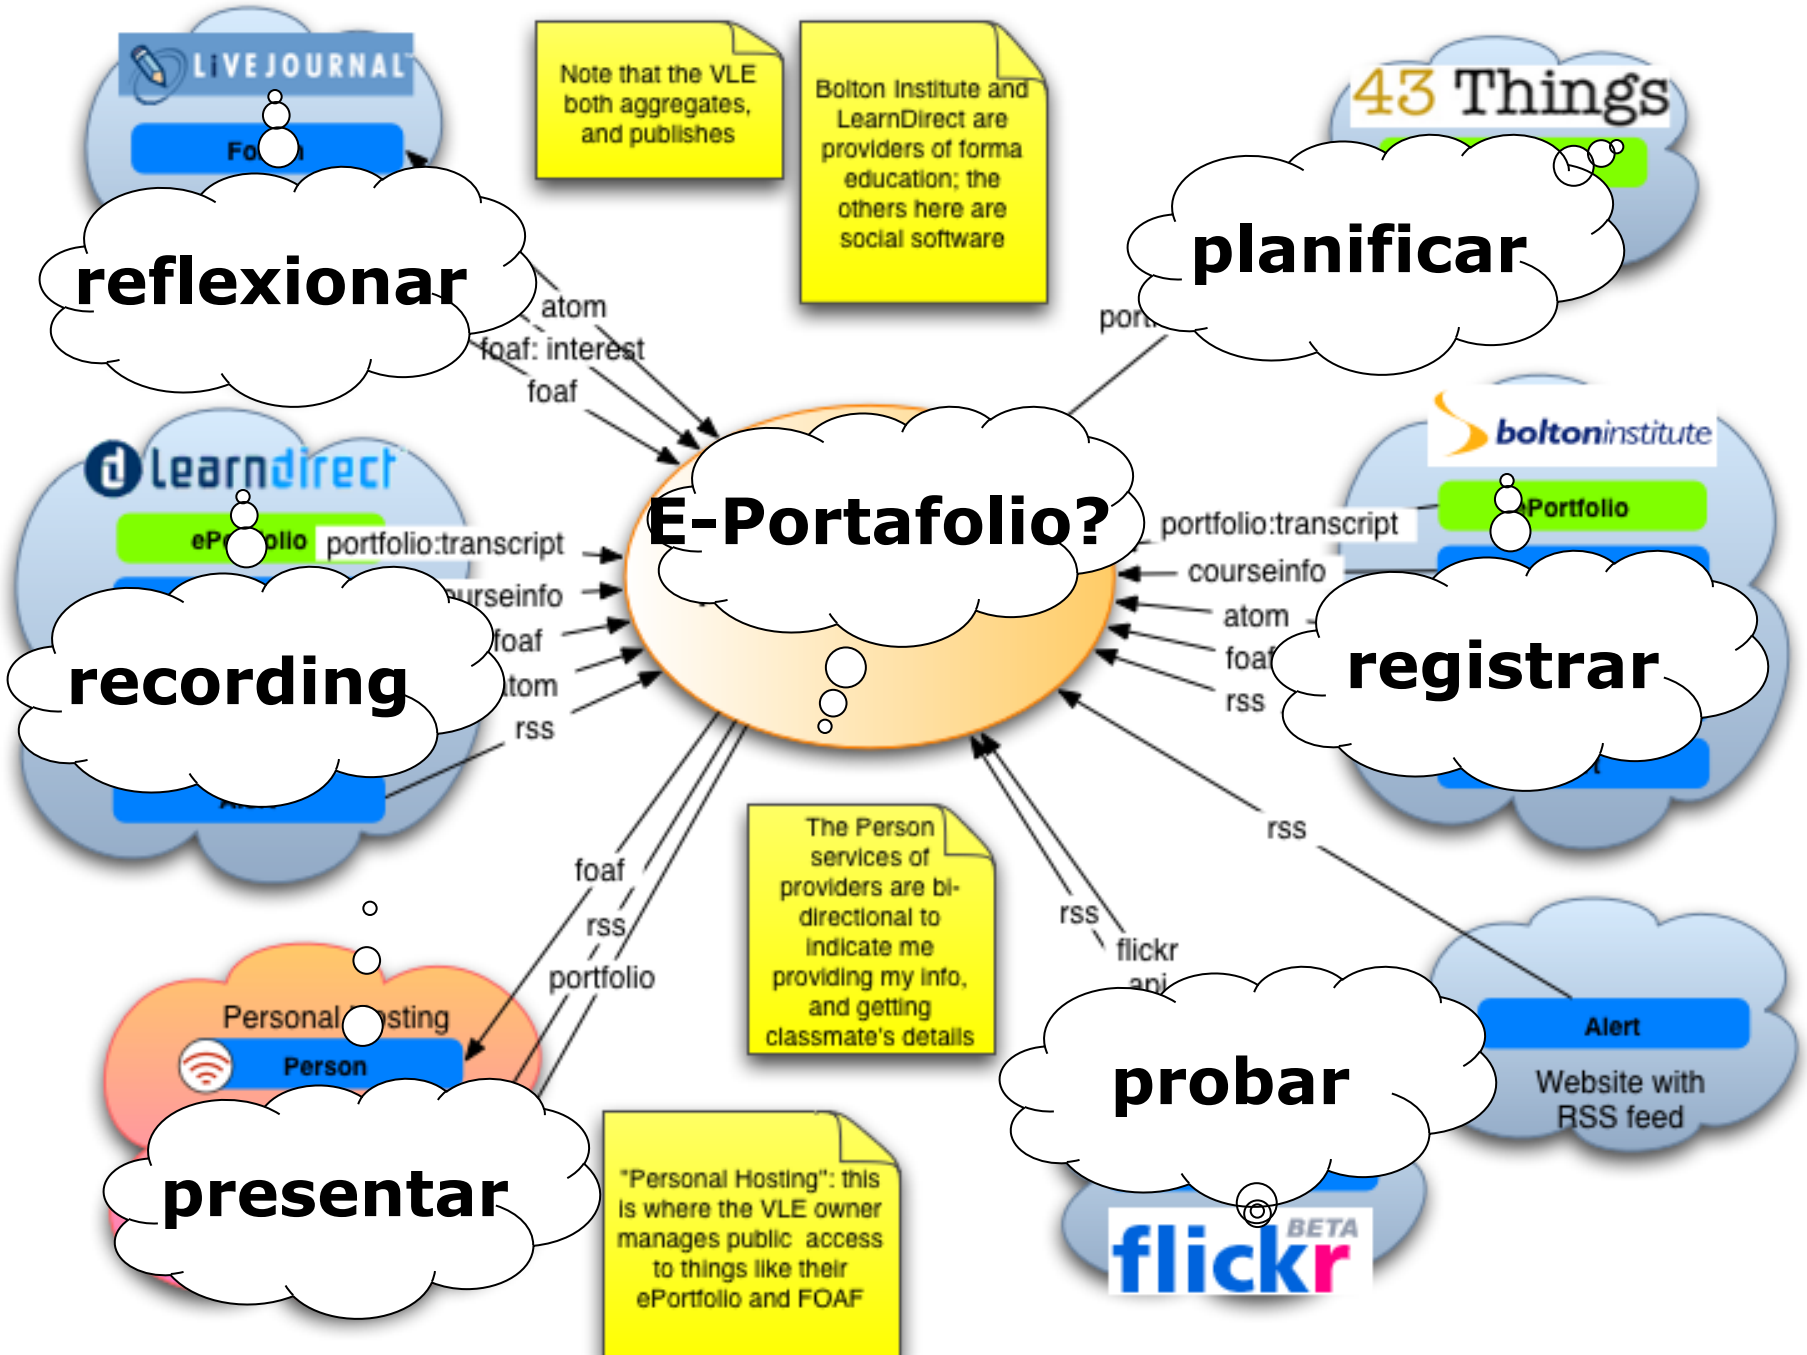 LiVEJOURNAL
reflexionar
Note that the VLE
both aggregates,
and publishes
Bolton Institute and
LearnDirect are
providers of forma
education; the
others here are
social software
43 Things
planificar
atom
foaf: interest
foaf
learndirect
portfolio:transcript
foaf
rss
recording
E-Portafolio?
boltoninstitute
ePortfolio
portfolio:transcript
courseinfo
atom
foaf
rss
registrar
foaf
rss
portfolio
The Person
services of
providers are bi-
directional to
indicate me
providing my info,
and getting
classmate's details
rss
rss
flickr
api
Personal
Person
presentar
"Personal Hosting": this
is where the VLE owner
manages public access
to things like their
ePortfolio and FOAF
probar
flickr
BETA
Alert
Website with
RSS feed